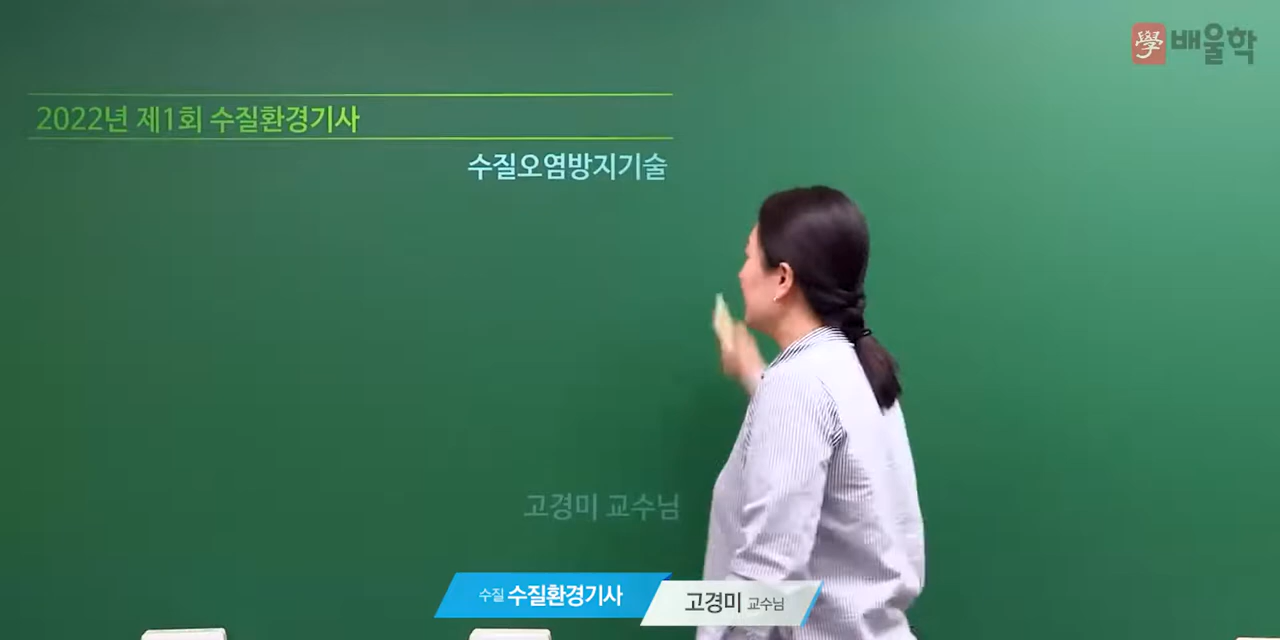 學 배울학
2022년 제1회 수질환경기사
수질오염방지기술
고경미 교수님
수질 수질환경기사
고경미 교수님